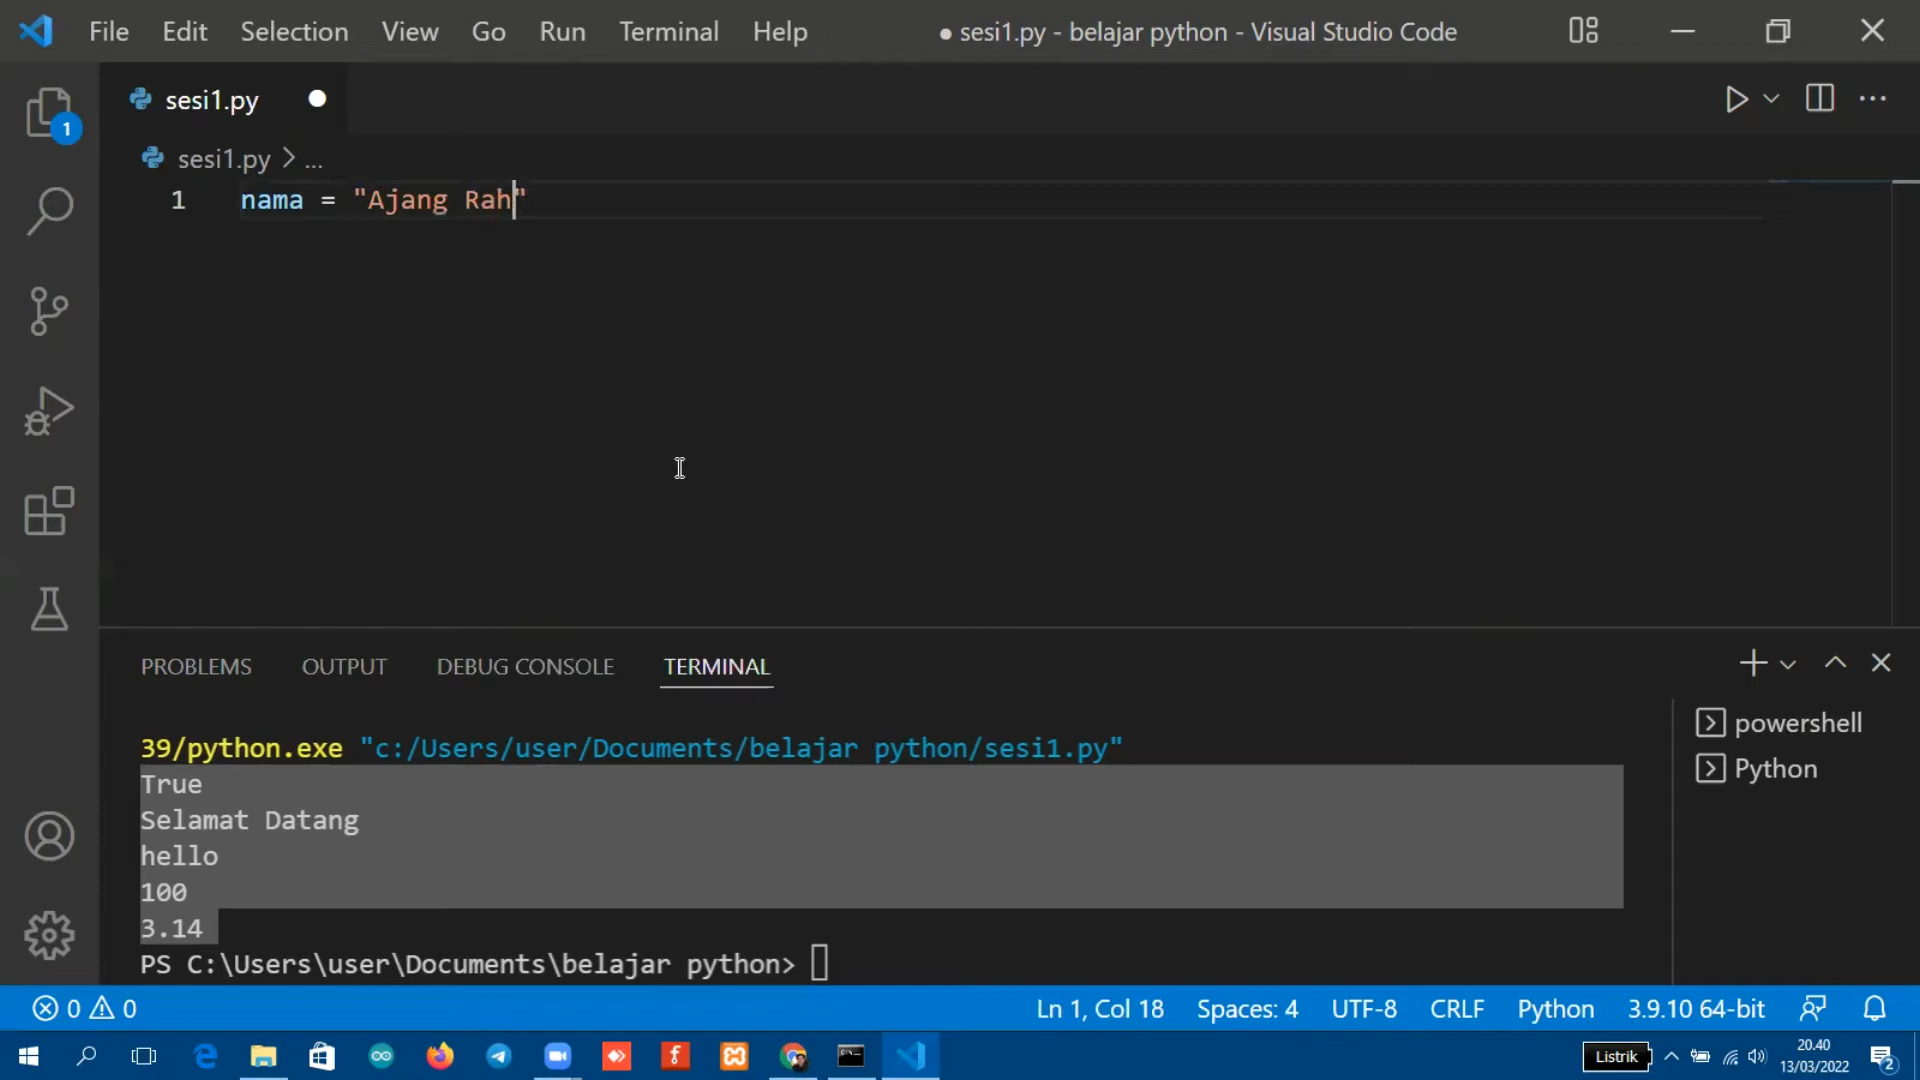 File Edit Selection View Go Run Terminal Help ● sesi1.py - belajar python - Visual Studio Code
sesi1.py
1
sesi1.py > ...
1 nama = "Ajang Rah"
PROBLEMS OUTPUT DEBUG CONSOLE TERMINAL
39/python.exe "c:/Users/user/Documents/belajar python/sesi1.py"
True
Selamat Datang
hello
100
3.14
PS C:\Users\user\Documents\belajar python>
powershell
Python
0 0 Ln 1, Col 18 Spaces: 4 UTF-8 CRLF Python 3.9.10 64-bit
Listrik
20.40
13/03/2022
2